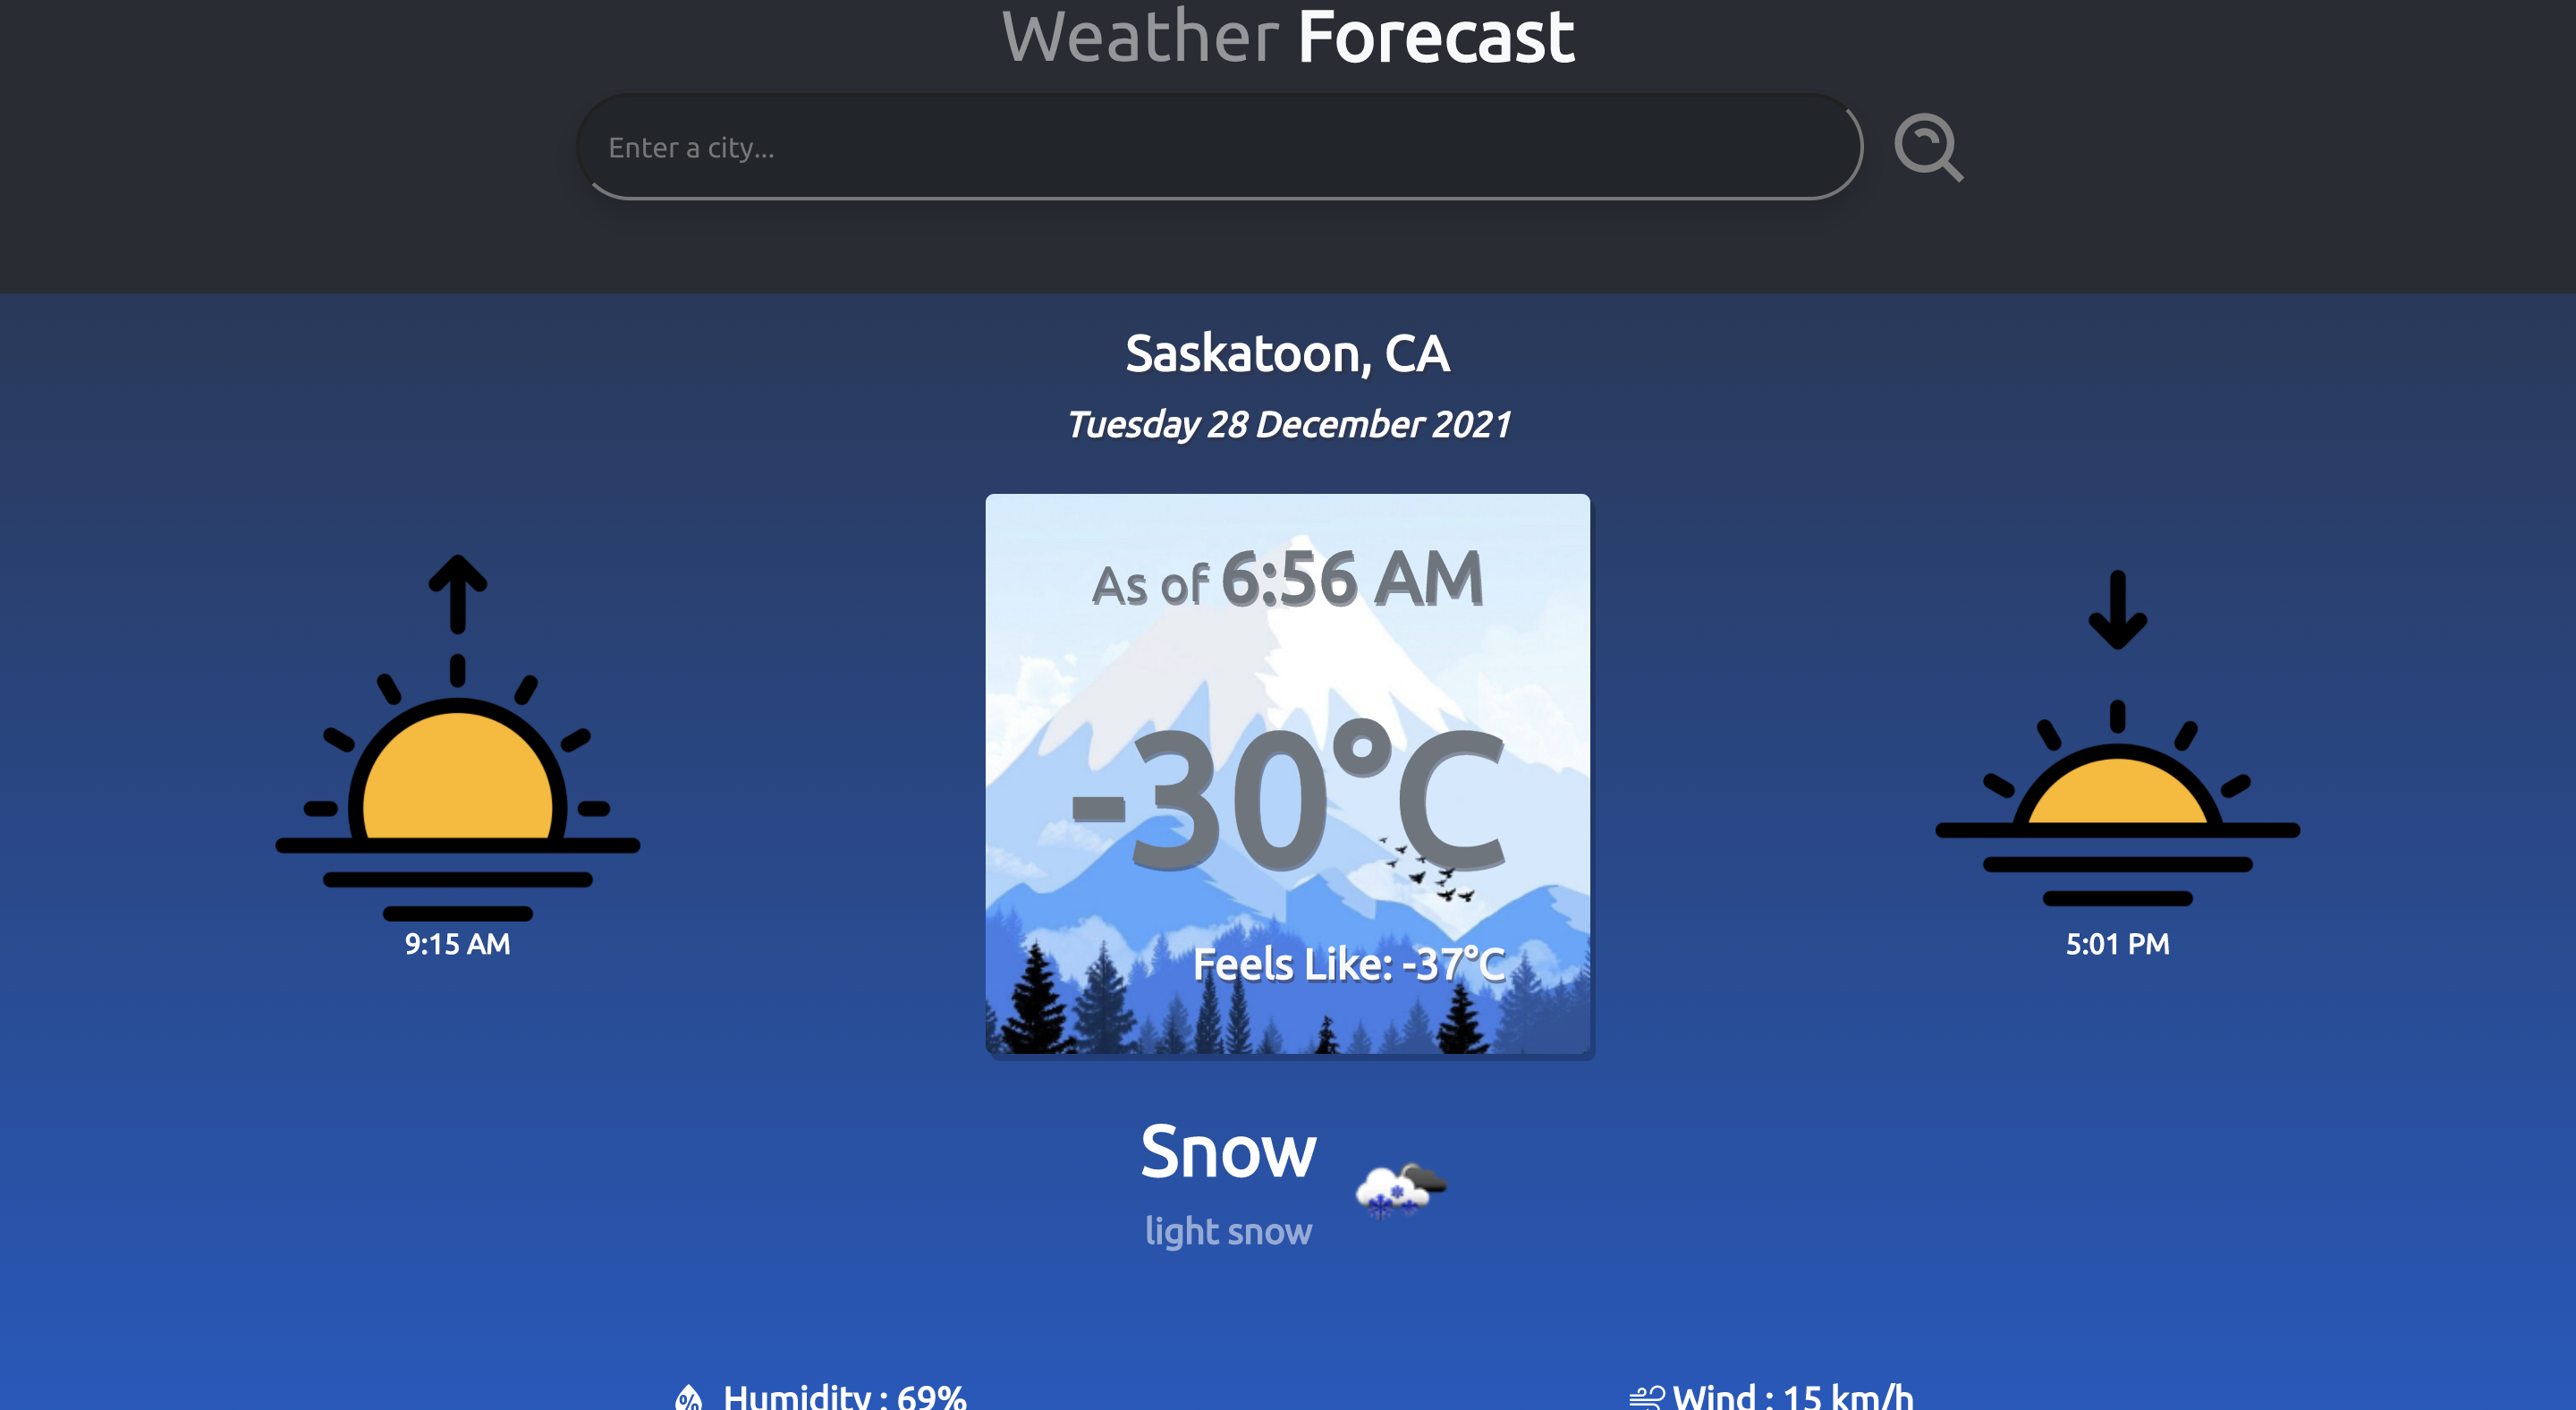 Weather Forecast
Enter a city...
Saskatoon, CA
Tuesday 28 December 2021
As of 6:56 AM
-30°C
Feels Like: -37°C
9:15 AM
5:01 PM
Snow
light snow
% Humidity : 69%
Wind : 15 km/h